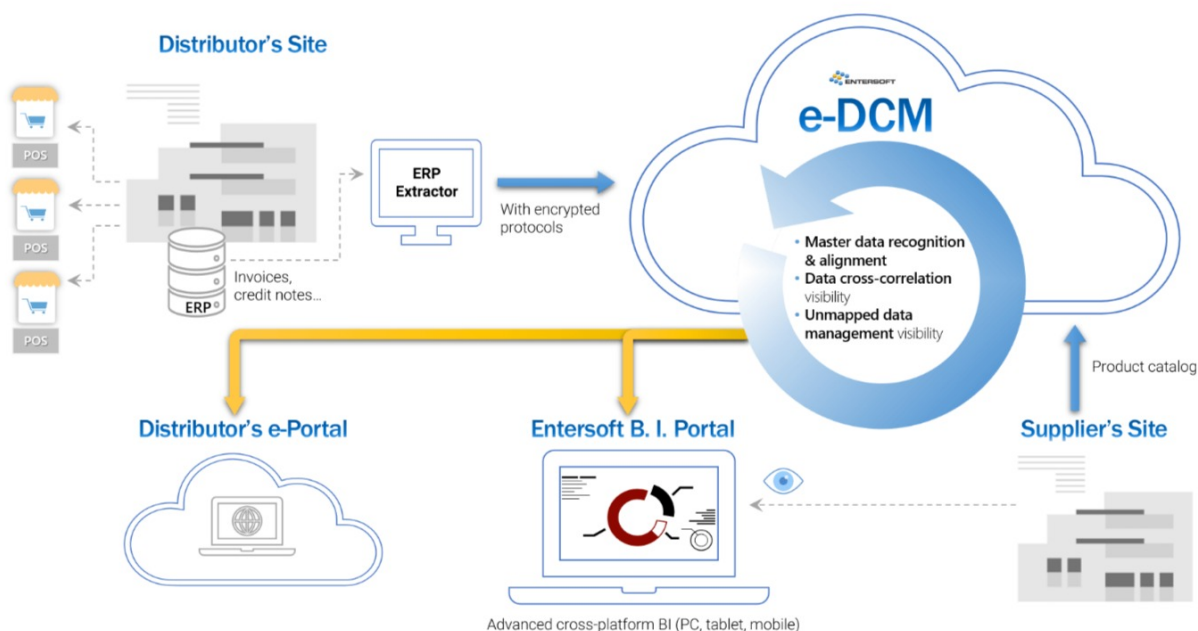 Distributor's Site
POS
POS
POS
ERP
Invoices,
credit notes...
ERP
Extractor
With encrypted
protocols
ENTERSOFT
e-DCM
• Master data recognition
& alignment
• Data cross-correlation
visibility
• Unmapped data
management visibility
Product catalog
Distributor's e-Portal
Entersoft B. I. Portal
Supplier's Site
Advanced cross-platform BI (PC, tablet, mobile)